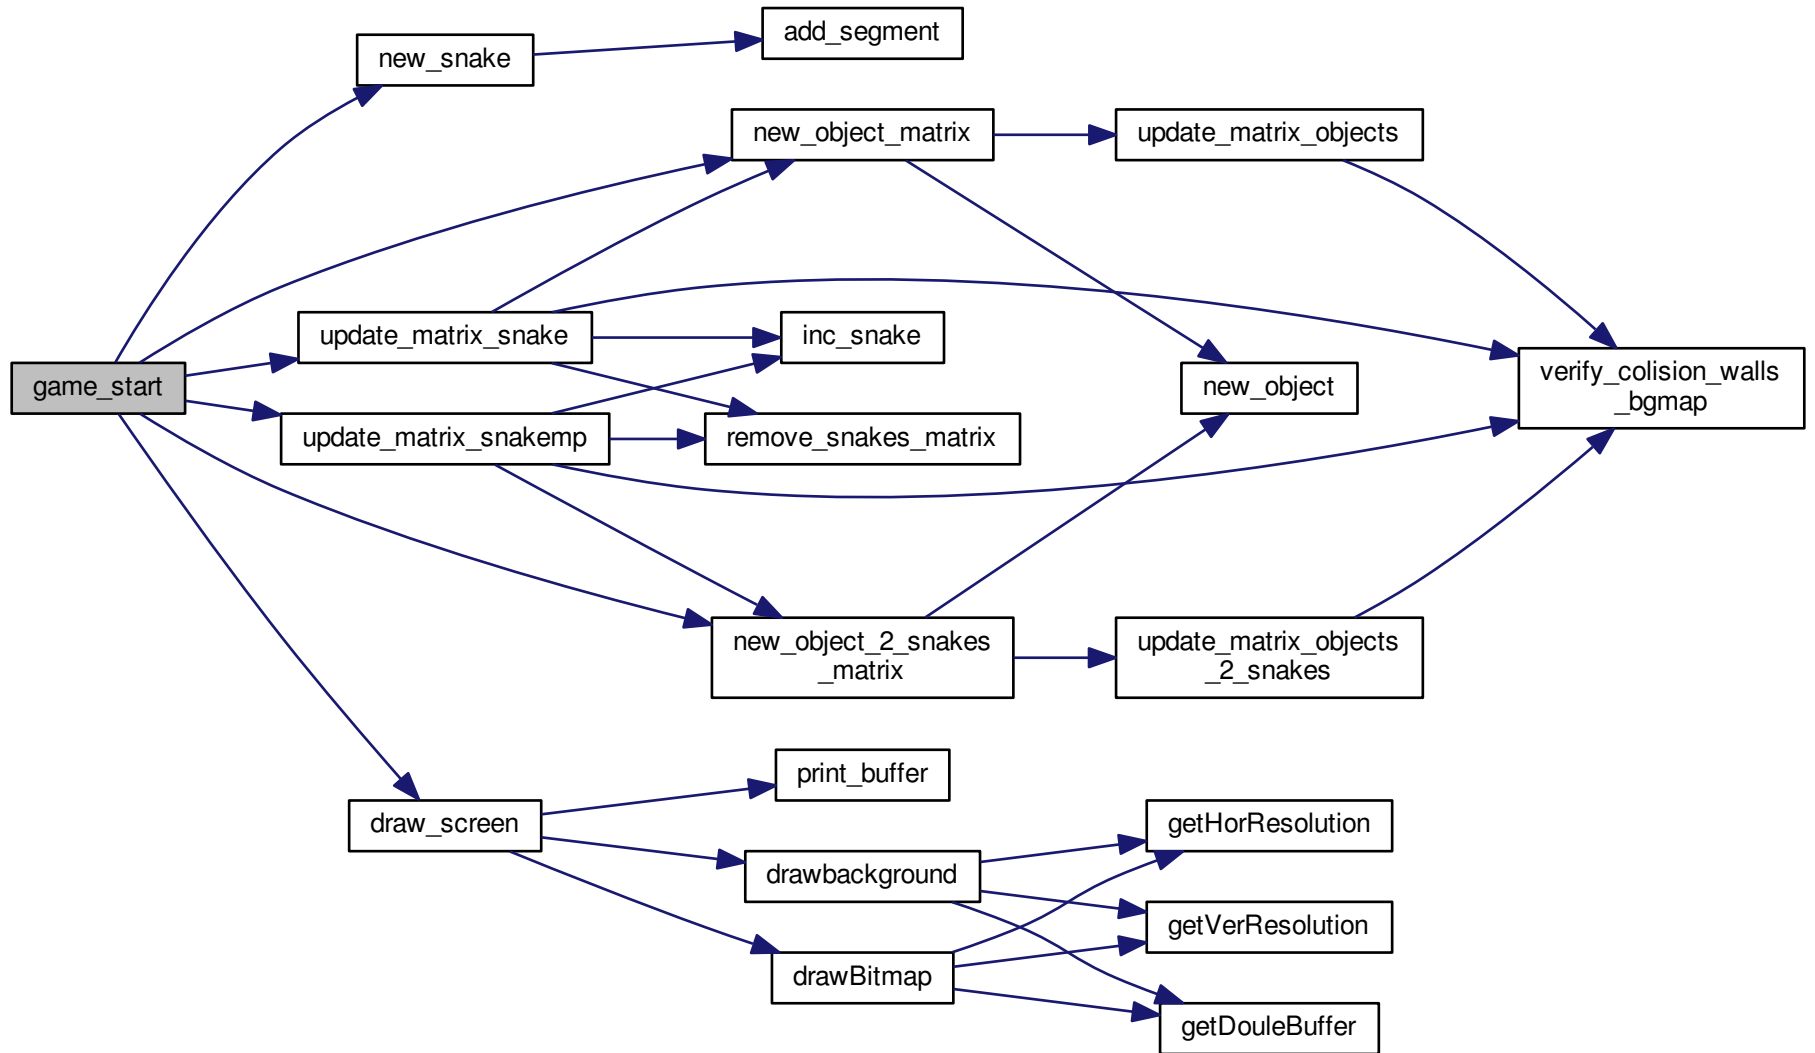 add_segment
new_snake
new_object_matrix
update_matrix_objects
update_matrix_snake
inc_snake
game_start
new_object
verify_colision_walls
_bgmap
update_matrix_snakemp
remove_snakes_matrix
new_object_2_snakes
_matrix
update_matrix_objects
_2_snakes
print_buffer
draw_screen
getHorResolution
drawbackground
getVerResolution
drawBitmap
getDouleBuffer